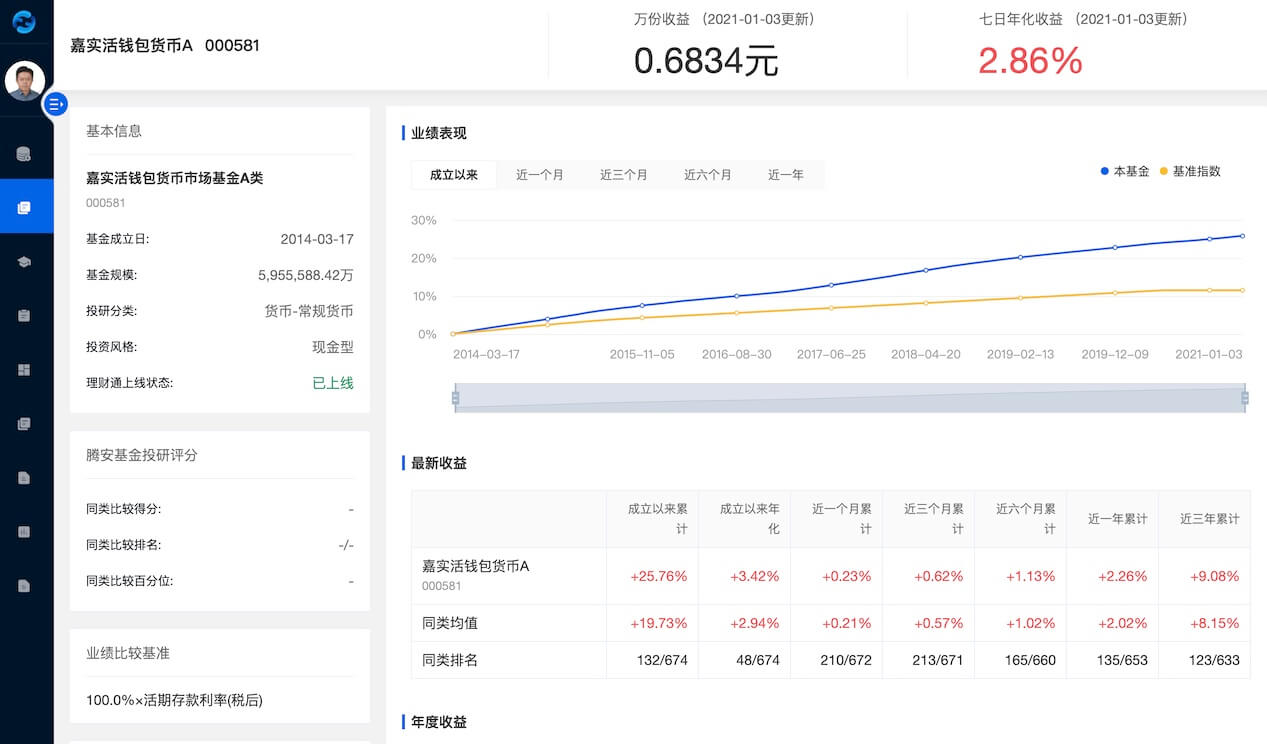 嘉实活钱包货币A 000581
万份收益 （2021-01-03更新）
0.6834元
七日年化收益 （2021-01-03更新）
2.86%
基本信息
嘉实活钱包货币市场基金A类
000581
基金成立日: 2014-03-17
基金规模: 5,955,588.42万
投研分类: 货币-常规货币
投资风格: 现金型
理财通上线状态: 已上线
腾安基金投研评分
同类比较得分: -
同类比较排名: -/-
同类比较百分位: -
业绩比较基准
100.0%×活期存款利率(税后)
业绩表现
成立以来 近一个月 近三个月 近六个月 近一年
本基金 基准指数
30%
20%
10%
0%
2014-03-17 2015-11-05 2016-08-30 2017-06-25 2018-04-20 2019-02-13 2019-12-09 2021-01-03
最新收益
成立以来累计 成立以来年化 近一个月累计 近三个月累计 近六个月累计 近一年累计 近三年累计
嘉实活钱包货币A
000581
+25.76% +3.42% +0.23% +0.62% +1.13% +2.26% +9.08%
同类均值 +19.73% +2.94% +0.21% +0.57% +1.02% +2.02% +8.15%
同类排名 132/674 48/674 210/672 213/671 165/660 135/653 123/633
年度收益